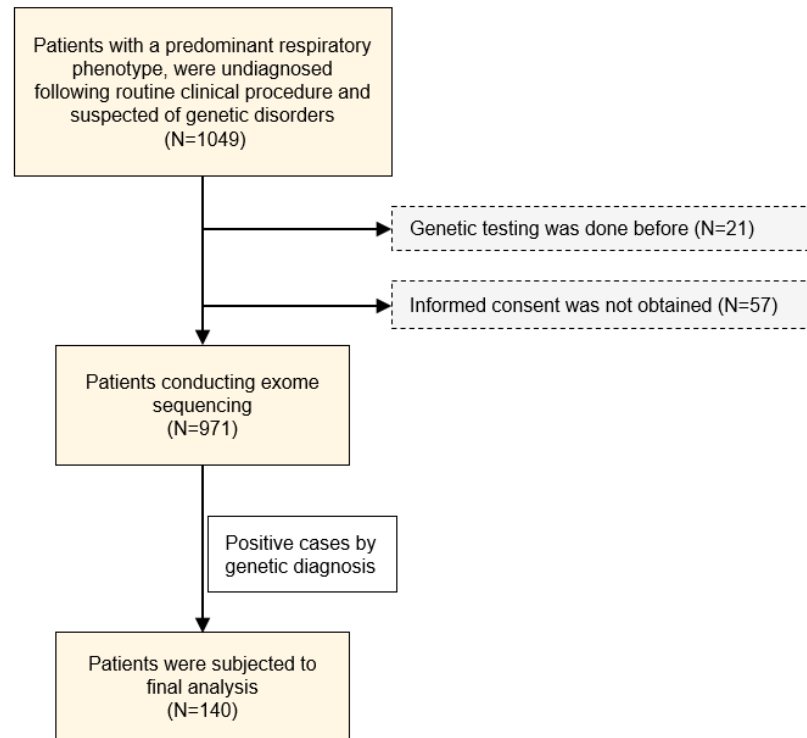 Patients with a predominant respiratory
phenotype, were undiagnosed
following routine clinical procedure and
suspected of genetic disorders
(N=1049)
Genetic testing was done before (N=21)
Informed consent was not obtained (N=57)
Patients conducting exome
sequencing
(N=971)
Positive cases by
genetic diagnosis
Patients were subjected to
final analysis
(N=140)